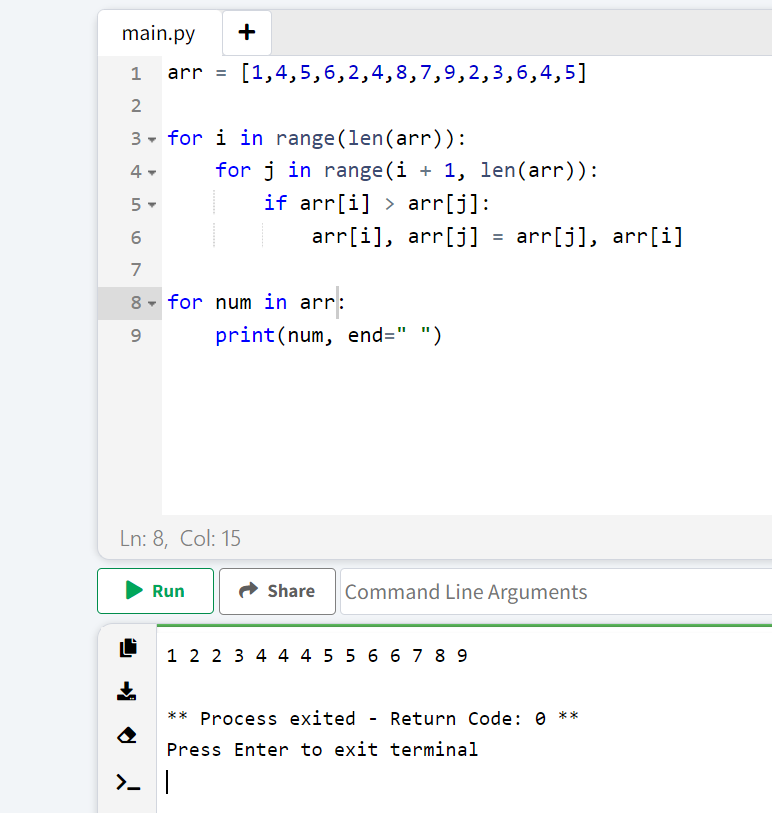 main.py +
1 arr = [1,4,5,6,2,4,8,7,9,2,3,6,4,5]
2
3 for i in range(len(arr)):
4     for j in range(i + 1, len(arr)):
5         if arr[i] > arr[j]:
6             arr[i], arr[j] = arr[j], arr[i]
7
8 for num in arr:
9     print(num, end=" ")
Ln: 8, Col: 15
Run Share Command Line Arguments
1 2 2 3 4 4 4 5 5 6 6 7 8 9
** Process exited - Return Code: 0 **
Press Enter to exit terminal